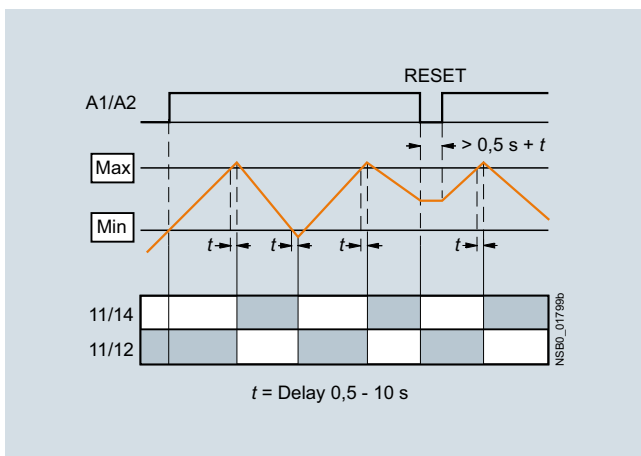 RESET
A1/A2
> 0,5 s + t
Max
Min
t
t
t
t
11/14
11/12
NSB0_01799b
t = Delay 0,5 - 10 s